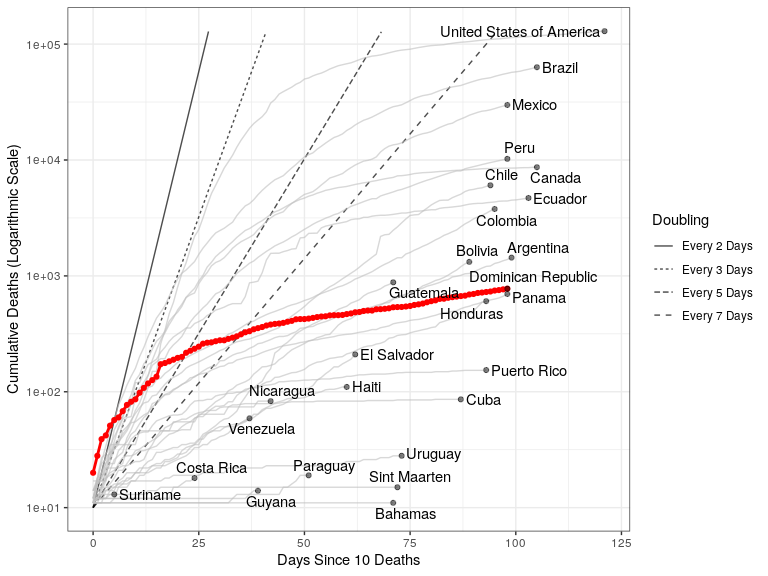 United States of America
Brazil
Mexico
Peru
Chile
Canada
Ecuador
Colombia
Bolivia
Argentina
Dominican Republic
Guatemala
Panama
Honduras
El Salvador
Puerto Rico
Nicaragua
Haiti
Cuba
Venezuela
Uruguay
Costa Rica
Paraguay
Sint Maarten
Suriname
Guyana
Bahamas
1e+05
1e+04
1e+03
1e+02
1e+01
0
25
50
75
100
125
Days Since 10 Deaths
Cumulative Deaths (Logarithmic Scale)
Doubling
Every 2 Days
Every 3 Days
Every 5 Days
Every 7 Days